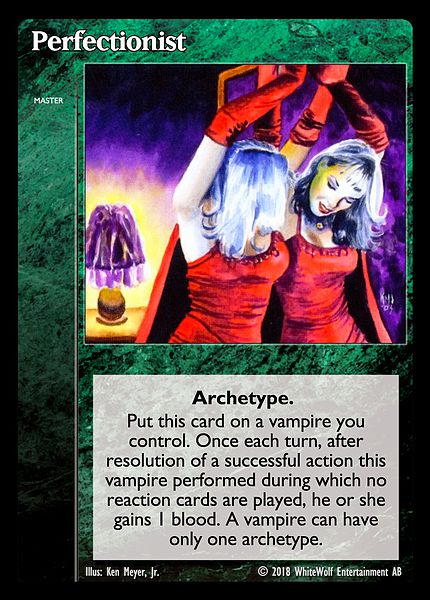 Perfectionist
MASTER
Archetype.
Put this card on a vampire you
control. Once each turn, after
resolution of a successful action this
vampire performed during which no
reaction cards are played, he or she
gains 1 blood. A vampire can have
only one archetype.
Illus: Ken Meyer, Jr.
© 2018 WhiteWolf Entertainment AB